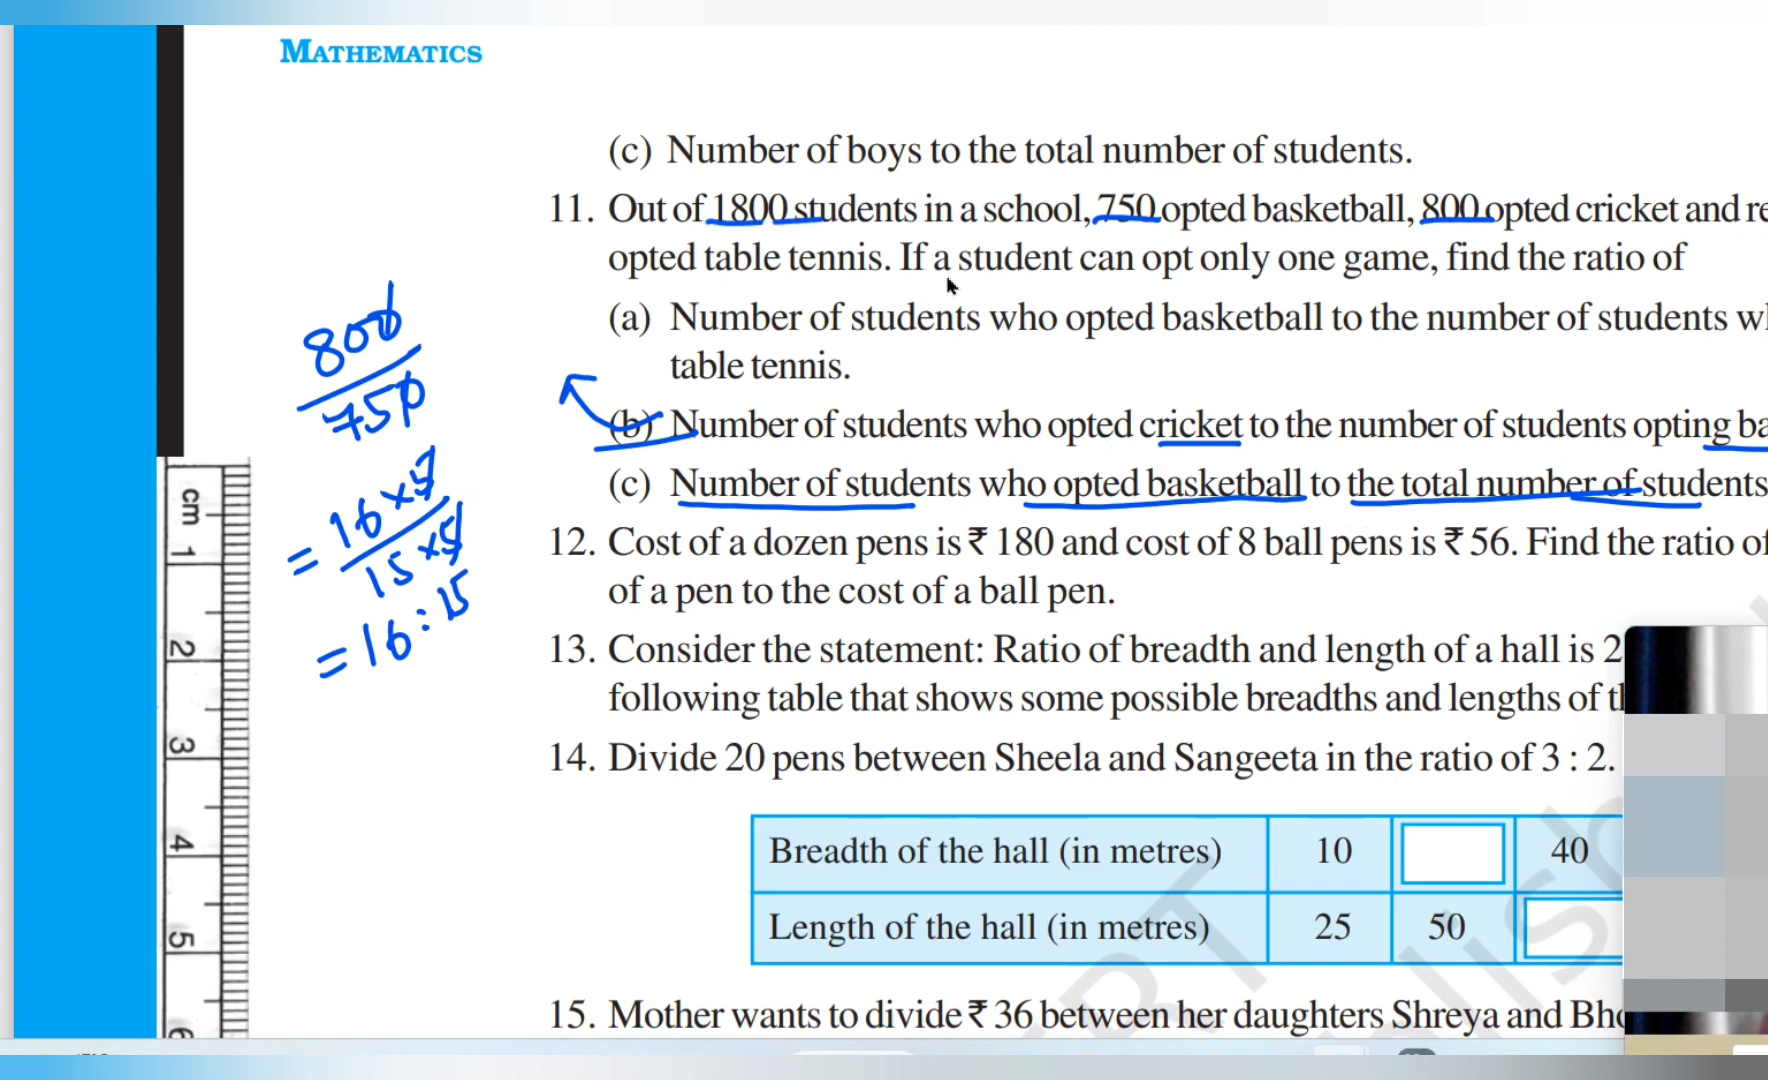 MATHEMATICS
(c) Number of boys to the total number of students.
11. Out of 1800 students in a school, 750 opted basketball, 800 opted cricket and
opted table tennis. If a student can opt only one game, find the ratio of
(a) Number of students who opted basketball to the number of students
table tennis.
(b) Number of students who opted cricket to the number of students opting
(c) Number of students who opted basketball to the total number of students
12. Cost of a dozen pens is ₹ 180 and cost of 8 ball pens is ₹ 56. Find the ratio of
of a pen to the cost of a ball pen.
13. Consider the statement: Ratio of breadth and length of a hall is 2
following table that shows some possible breadths and lengths of
14. Divide 20 pens between Sheela and Sangeeta in the ratio of 3 : 2.
Breadth of the hall (in metres) 10 40
Length of the hall (in metres) 25 50
15. Mother wants to divide ₹ 36 between her daughters Shreya and
800
750
= 16 × 5
15 × 5
= 16 : 15
cm 1 2 3 4 5 6